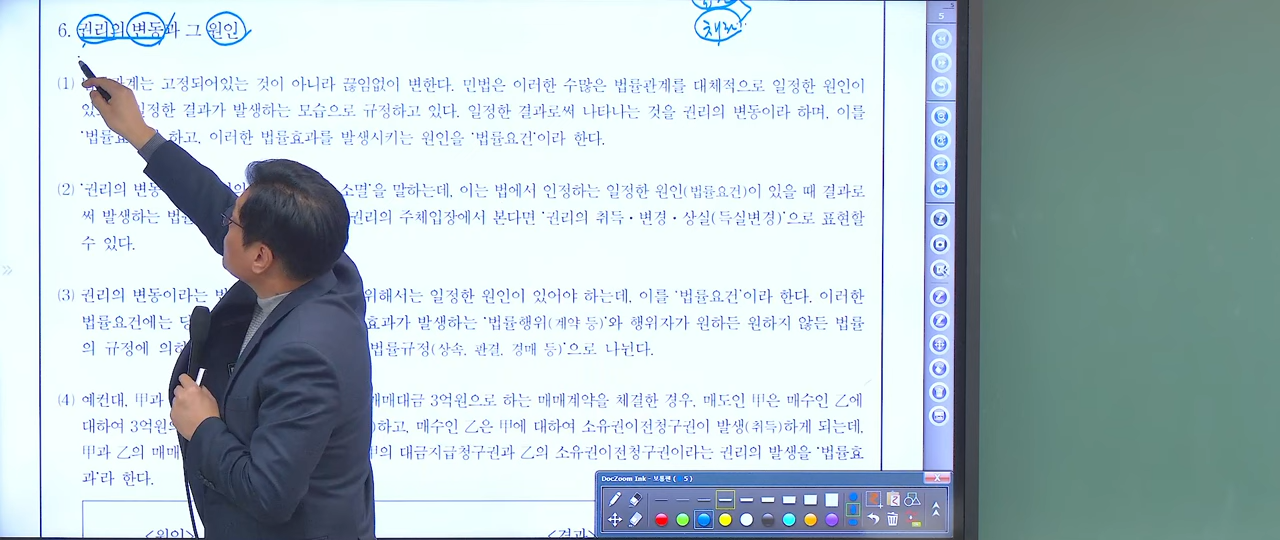 채권
6. 권리의 변동과 그 원인
(1) 관계는 고정되어있는 것이 아니라 끊임없이 변한다. 민법은 이러한 수많은 법률관계를 대체적으로 일정한 원인이
있 일정한 결과가 발생하는 모습으로 규정하고 있다. 일정한 결과로써 나타나는 것을 권리의 변동이라 하며, 이를
'법률효 하고, 이러한 법률효과를 발생시키는 원인을 '법률요건'이라 한다.
(2) '권리의 변동 소멸'을 말하는데, 이는 법에서 인정하는 일정한 원인(법률요건)이 있을 때 결과로
써 발생하는 법률 권리의 주체입장에서 본다면 '권리의 취득·변경·상실(득실변경)'으로 표현할
수 있다.
(3) 권리의 변동이라는 위해서는 일정한 원인이 있어야 하는데, 이를 '법률요건'이라 한다. 이러한
법률요건에는 당 효과가 발생하는 '법률행위(계약 등)'와 행위자가 원하든 원하지 않든 법률
의 규정에 의하 법률규정(상속, 판결, 경매 등)'으로 나뉜다.
(4) 예컨대, 甲과 매매대금 3억원으로 하는 매매계약을 체결한 경우, 매도인 甲은 매수인 乙에
대하여 3억원의 )하고, 매수인 乙은 甲에 대하여 소유권이전청구권이 발생(취득)하게 되는데,
甲과 乙의 매매 의 대금지급청구권과 乙의 소유권이전청구권이라는 권리의 발생을 '법률효
과'라 한다.
<원인> <결과>
DocZoom Ink - 보통펜 ( 5)
5